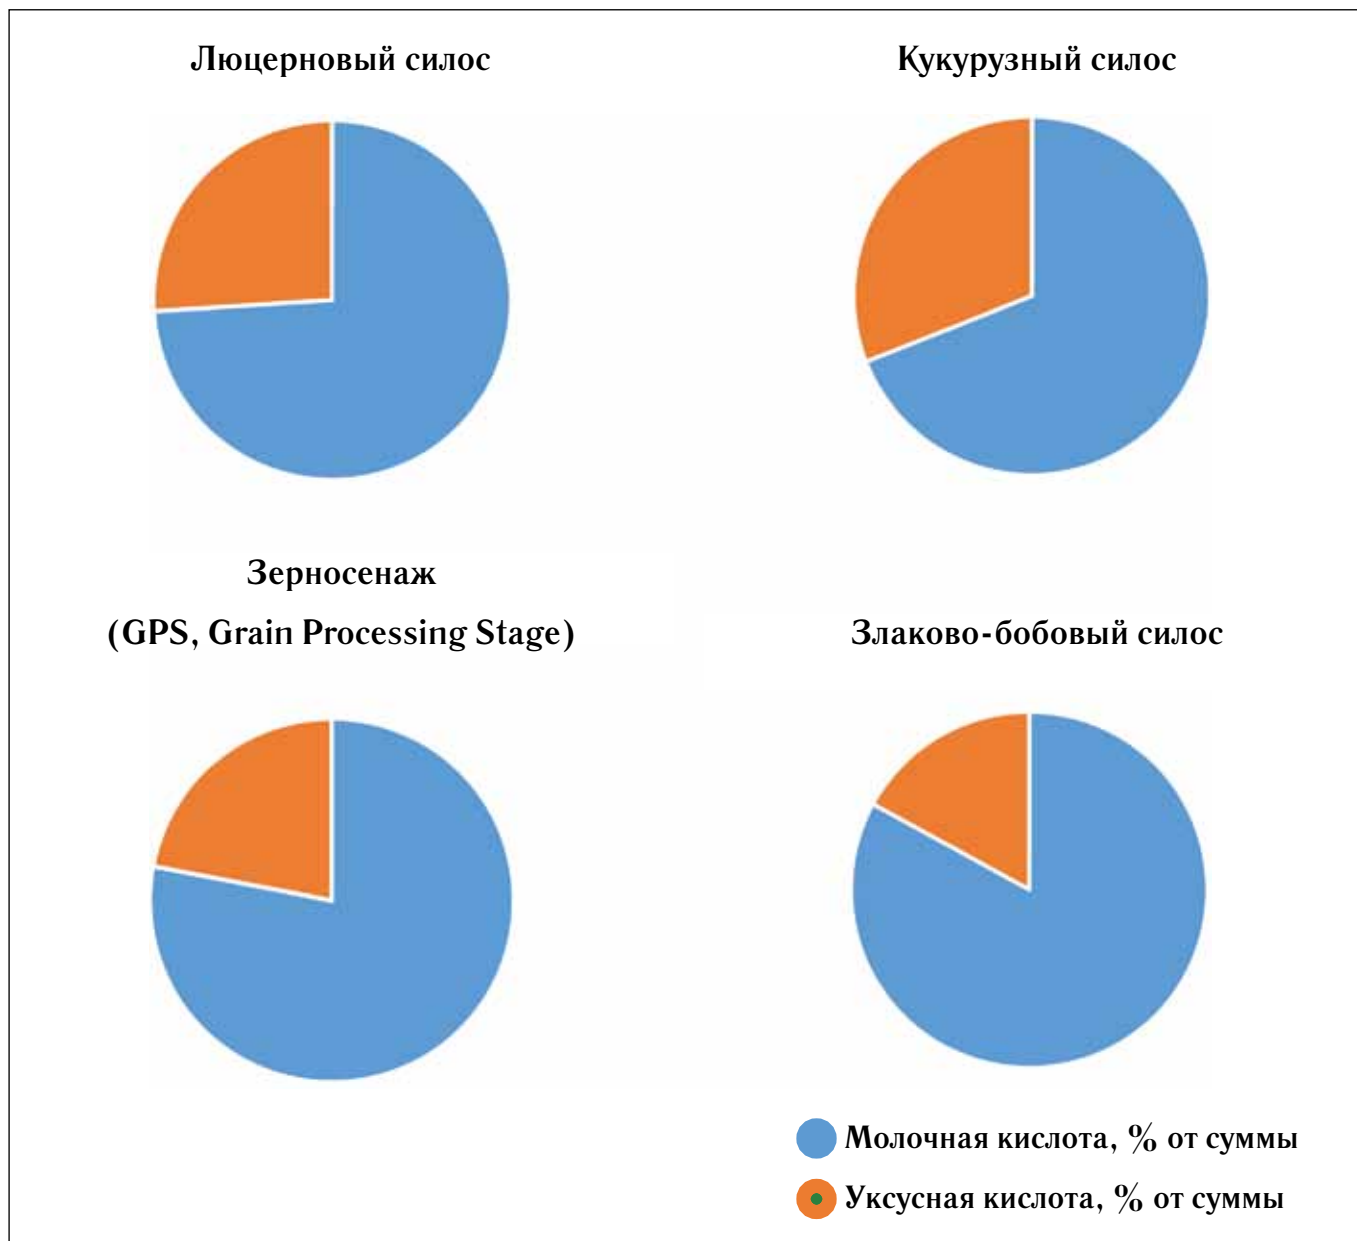 Люцерновый силос
Кукурузный силос
Зерносенаж
(GPS, Grain Processing Stage)
Злаково-бобовый силос
Молочная кислота, % от суммы
Уксусная кислота, % от суммы